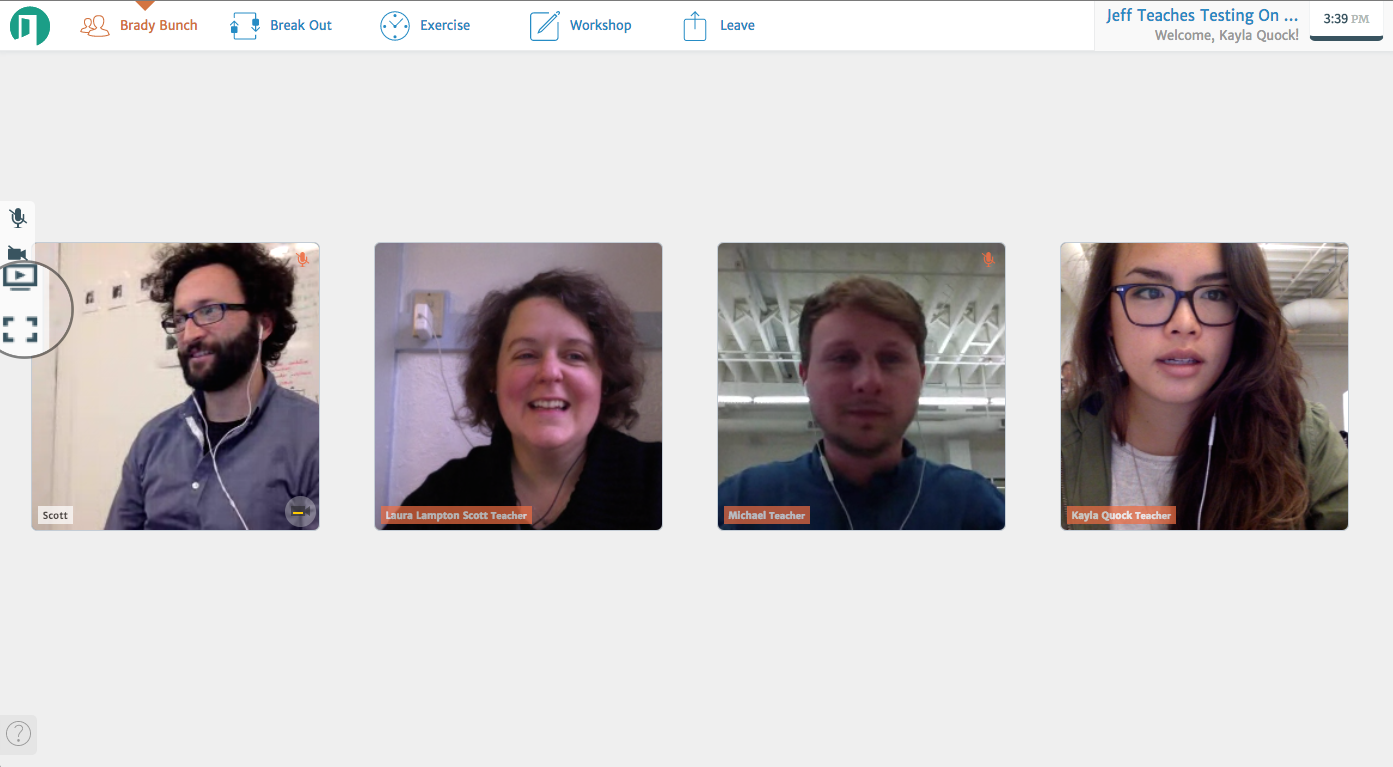 Brady Bunch
Break Out
Exercise
Workshop
Leave
Jeff Teaches Testing On ...
Welcome, Kayla Quock!
3:39 PM
Scott
Laura Lampton Scott Teacher
Michael Teacher
Kayla Quock Teacher
?